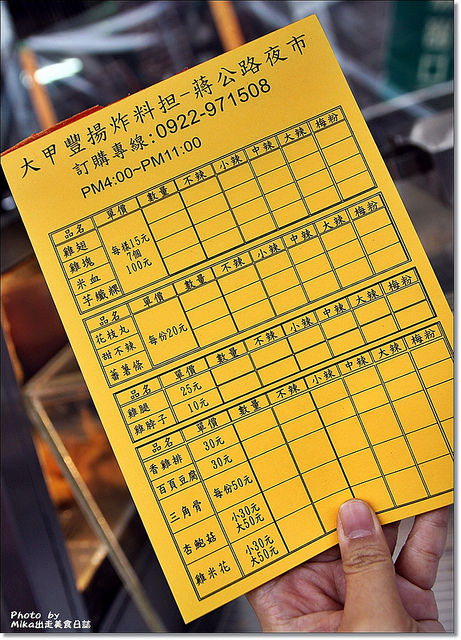 大甲豐揚炸料担-蔣公路夜市
訂購專線:0922-971508
PM4:00~PM11:00
品名 單價 數量 不辣 小辣 中辣 大辣 梅粉
雞翅 每樣15元 7個 100元
雞塊
米血
芋纖粿
品名 單價 數量 不辣 小辣 中辣 大辣 梅粉
花枝丸 每份20元
甜不辣
蕃薯條
品名 單價 數量 不辣 小辣 中辣 大辣 梅粉
雞腿 25元
雞脖子 10元
品名 單價 數量 不辣 小辣 中辣 大辣 梅粉
香雞排 30元
百頁豆腐 30元
三角骨 每份50元
杏鮑菇 小30元 大50元
雞米花 小30元 大50元
Photo by
Mika出走美食日誌